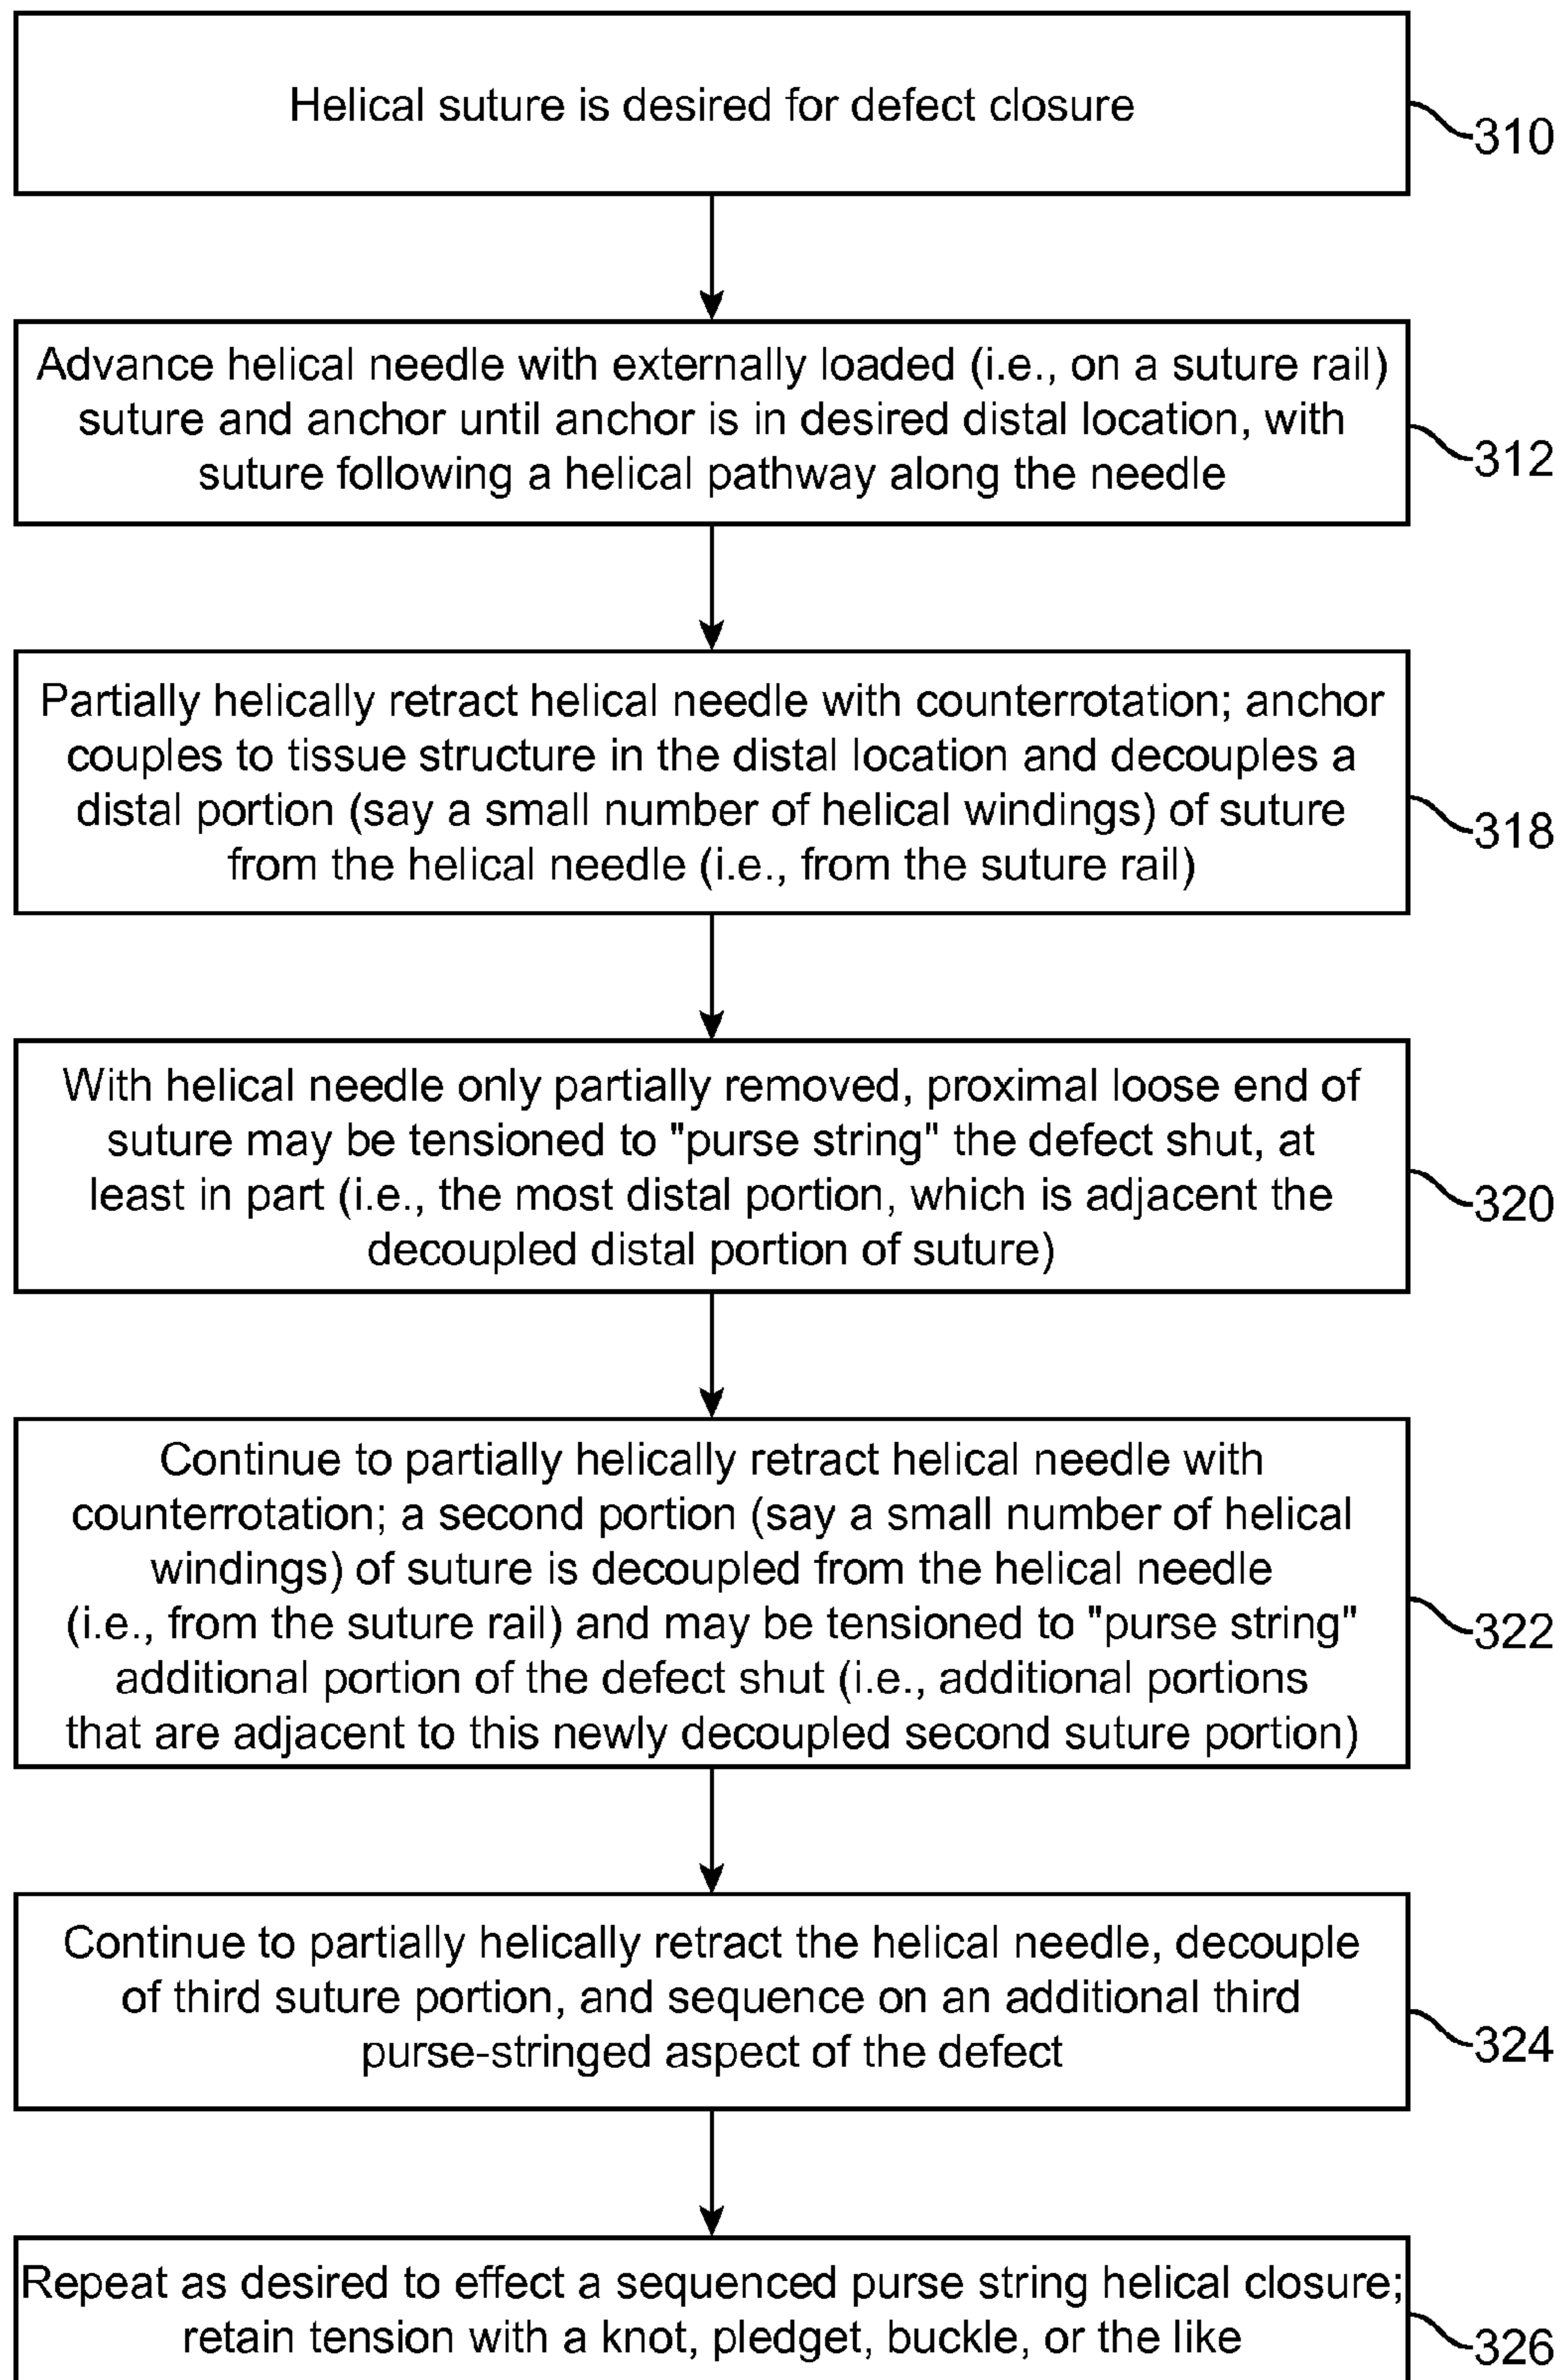 Helical suture is desired for defect closure
310
Advance helical needle with externally loaded (i.e., on a suture rail)
suture and anchor until anchor is in desired distal location, with
suture following a helical pathway along the needle
312
Partially helically retract helical needle with counterrotation; anchor
couples to tissue structure in the distal location and decouples a
distal portion (say a small number of helical windings) of suture
from the helical needle (i.e., from the suture rail)
318
With helical needle only partially removed, proximal loose end of
suture may be tensioned to "purse string" the defect shut, at
least in part (i.e., the most distal portion, which is adjacent the
decoupled distal portion of suture)
320
Continue to partially helically retract helical needle with
counterrotation; a second portion (say a small number of helical
windings) of suture is decoupled from the helical needle
(i.e., from the suture rail) and may be tensioned to "purse string"
additional portion of the defect shut (i.e., additional portions
that are adjacent to this newly decoupled second suture portion)
322
Continue to partially helically retract the helical needle, decouple
of third suture portion, and sequence on an additional third
purse-stringed aspect of the defect
324
Repeat as desired to effect a sequenced purse string helical closure;
retain tension with a knot, pledget, buckle, or the like
326